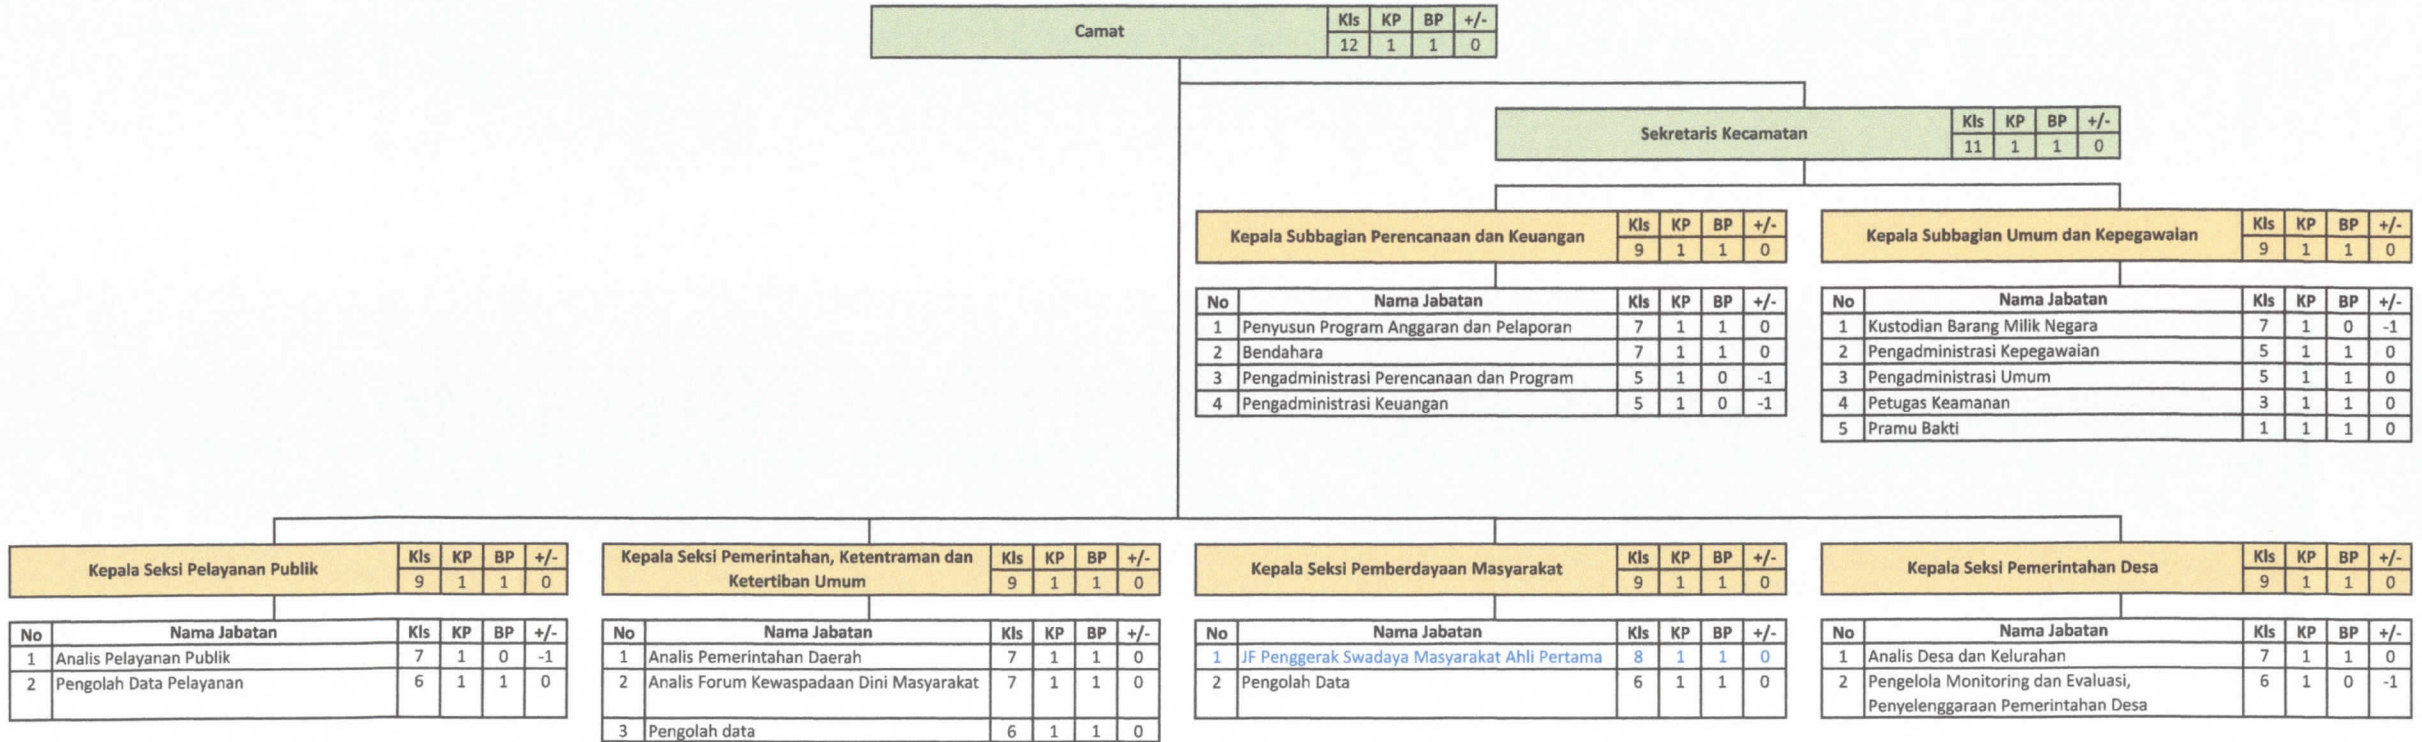 Camat Kls KP BP +/-
12 1 1 0
Sekretaris Kecamatan Kls KP BP +/-
11 1 1 0
Kepala Subbagian Perencanaan dan Keuangan Kls KP BP +/-
9 1 1 0
No Nama Jabatan Kls KP BP +/-
1 Penyusun Program Anggaran dan Pelaporan 7 1 1 0
2 Bendahara 7 1 1 0
3 Pengadministrasi Perencanaan dan Program 5 1 0 -1
4 Pengadministrasi Keuangan 5 1 0 -1
Kepala Subbagian Umum dan Kepegawaian Kls KP BP +/-
9 1 1 0
No Nama Jabatan Kls KP BP +/-
1 Kustodian Barang Milik Negara 7 1 0 -1
2 Pengadministrasi Kepegawaian 5 1 1 0
3 Pengadministrasi Umum 5 1 1 0
4 Petugas Keamanan 3 1 1 0
5 Pramu Bakti 1 1 1 0
Kepala Seksi Pelayanan Publik Kls KP BP +/-
9 1 1 0
No Nama Jabatan Kls KP BP +/-
1 Analis Pelayanan Publik 7 1 0 -1
2 Pengolah Data Pelayanan 6 1 1 0
Kepala Seksi Pemerintahan, Ketentraman dan Kls KP BP +/-
Ketertiban Umum 9 1 1 0
No Nama Jabatan Kls KP BP +/-
1 Analis Pemerintahan Daerah 7 1 1 0
2 Analis Forum Kewaspadaan Dini Masyarakat 7 1 1 0
3 Pengolah data 6 1 1 0
Kepala Seksi Pemberdayaan Masyarakat Kls KP BP +/-
9 1 1 0
No Nama Jabatan Kls KP BP +/-
1 JF Penggerak Swadaya Masyarakat Ahli Pertama 8 1 1 0
2 Pengolah Data 6 1 1 0
Kepala Seksi Pemerintahan Desa Kls KP BP +/-
9 1 1 0
No Nama Jabatan Kls KP BP +/-
1 Analis Desa dan Kelurahan 7 1 1 0
2 Pengelola Monitoring dan Evaluasi, 6 1 0 -1
Penyelenggaraan Pemerintahan Desa